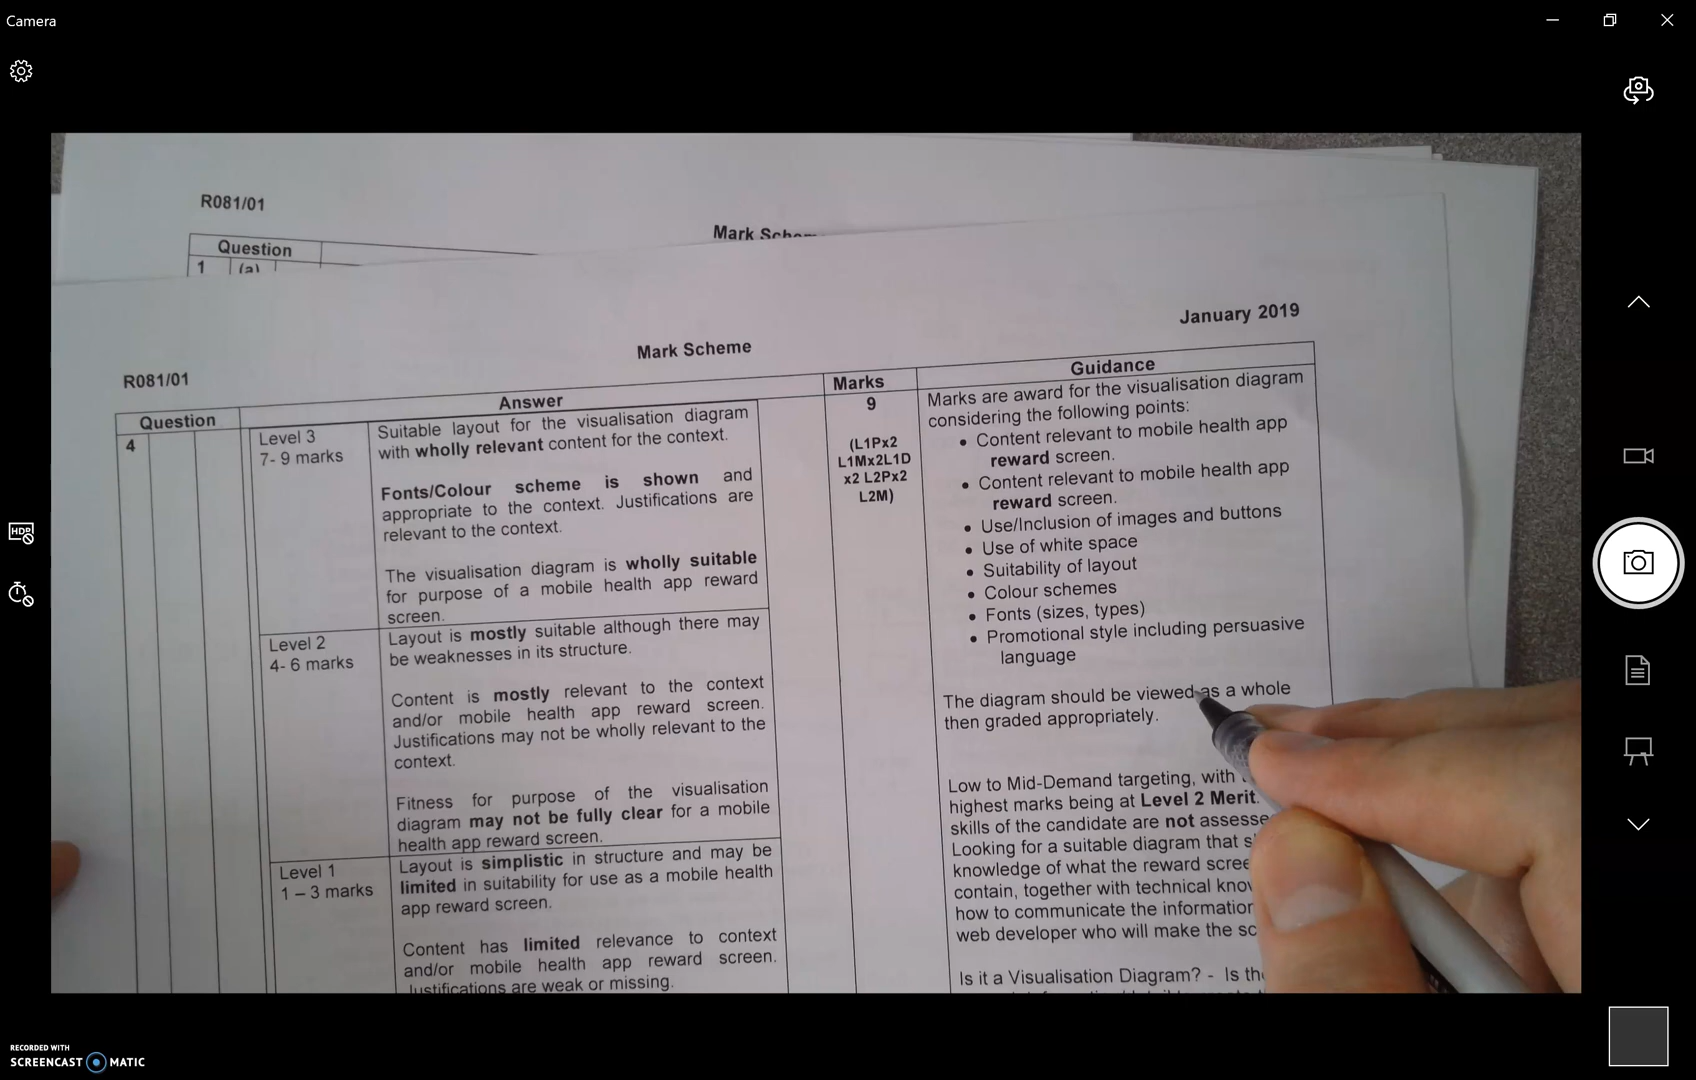 Camera
R081/01
Mark Scheme
Question
1 (a)
January 2019
Mark Scheme
R081/01
Question
Answer
Marks
Guidance
4
Level 3
7- 9 marks
Suitable layout for the visualisation diagram
with wholly relevant content for the context.
Fonts/Colour scheme is shown and
appropriate to the context. Justifications are
relevant to the context.
The visualisation diagram is wholly suitable
for purpose of a mobile health app reward
screen.
Level 2
4- 6 marks
Layout is mostly suitable although there may
be weaknesses in its structure.
Content is mostly relevant to the context
and/or mobile health app reward screen.
Justifications may not be wholly relevant to the
context.
Fitness for purpose of the visualisation
diagram may not be fully clear for a mobile
health app reward screen.
Level 1
1 – 3 marks
Layout is simplistic in structure and may be
limited in suitability for use as a mobile health
app reward screen.
Content has limited relevance to context
and/or mobile health app reward screen.
Justifications are weak or missing.
9
(L1Px2
L1Mx2L1D
x2 L2Px2
L2M)
Marks are award for the visualisation diagram
considering the following points:
• Content relevant to mobile health app
reward screen.
• Content relevant to mobile health app
reward screen.
• Use/Inclusion of images and buttons
• Use of white space
• Suitability of layout
• Colour schemes
• Fonts (sizes, types)
• Promotional style including persuasive
language
The diagram should be viewed as a whole
then graded appropriately.
Low to Mid-Demand targeting, with
highest marks being at Level 2 Merit.
skills of the candidate are not
Looking for a suitable diagram that
knowledge of what the reward
contain, together with technical
how to communicate the information
web developer who will make the
Is it a Visualisation Diagram? - Is
HDR
RECORDED WITH
SCREENCAST MATIC